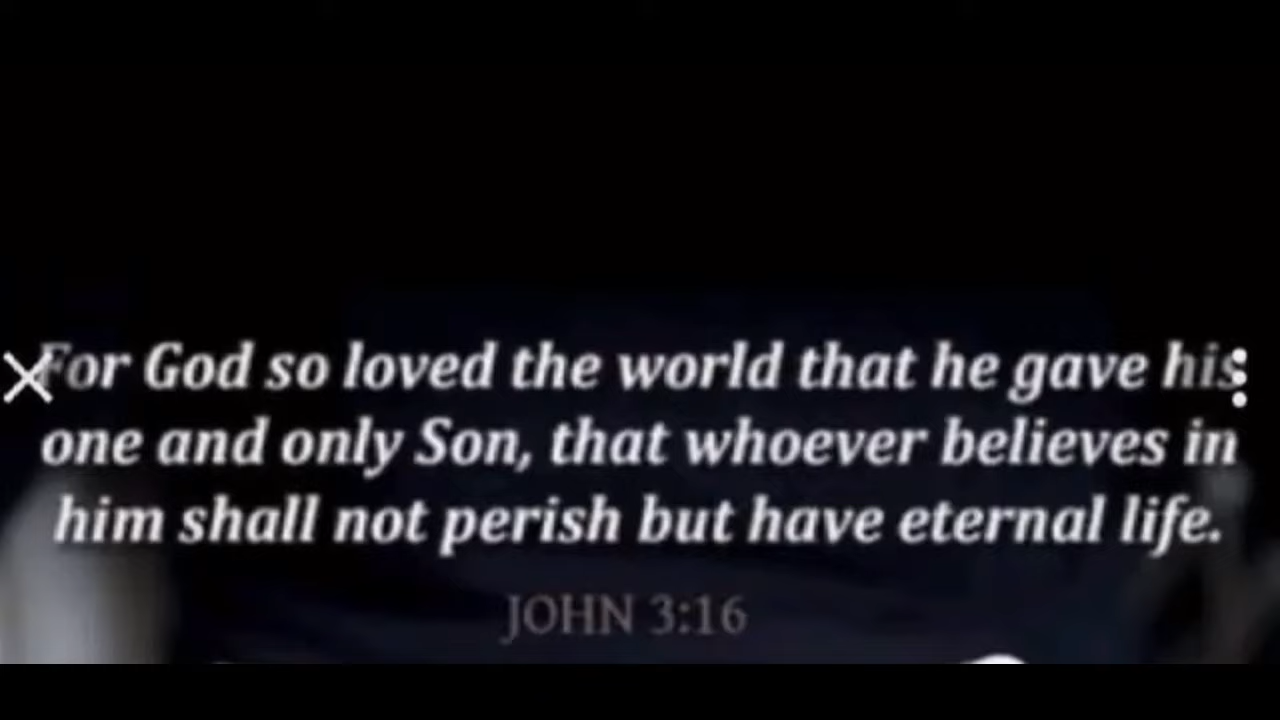 For God so loved the world that he gave his
one and only Son, that whoever believes in
him shall not perish but have eternal life.
JOHN 3:16